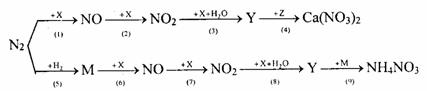 +X NO +X NO₂ +X+H₂O Y +Z Ca(NO₃)₂
(1) (2) (3) (4)
N₂
+H₂ M +X NO +X NO₂ +X+H₂O Y +M NH4NO₃
(5) (6) (7) (8) (9)